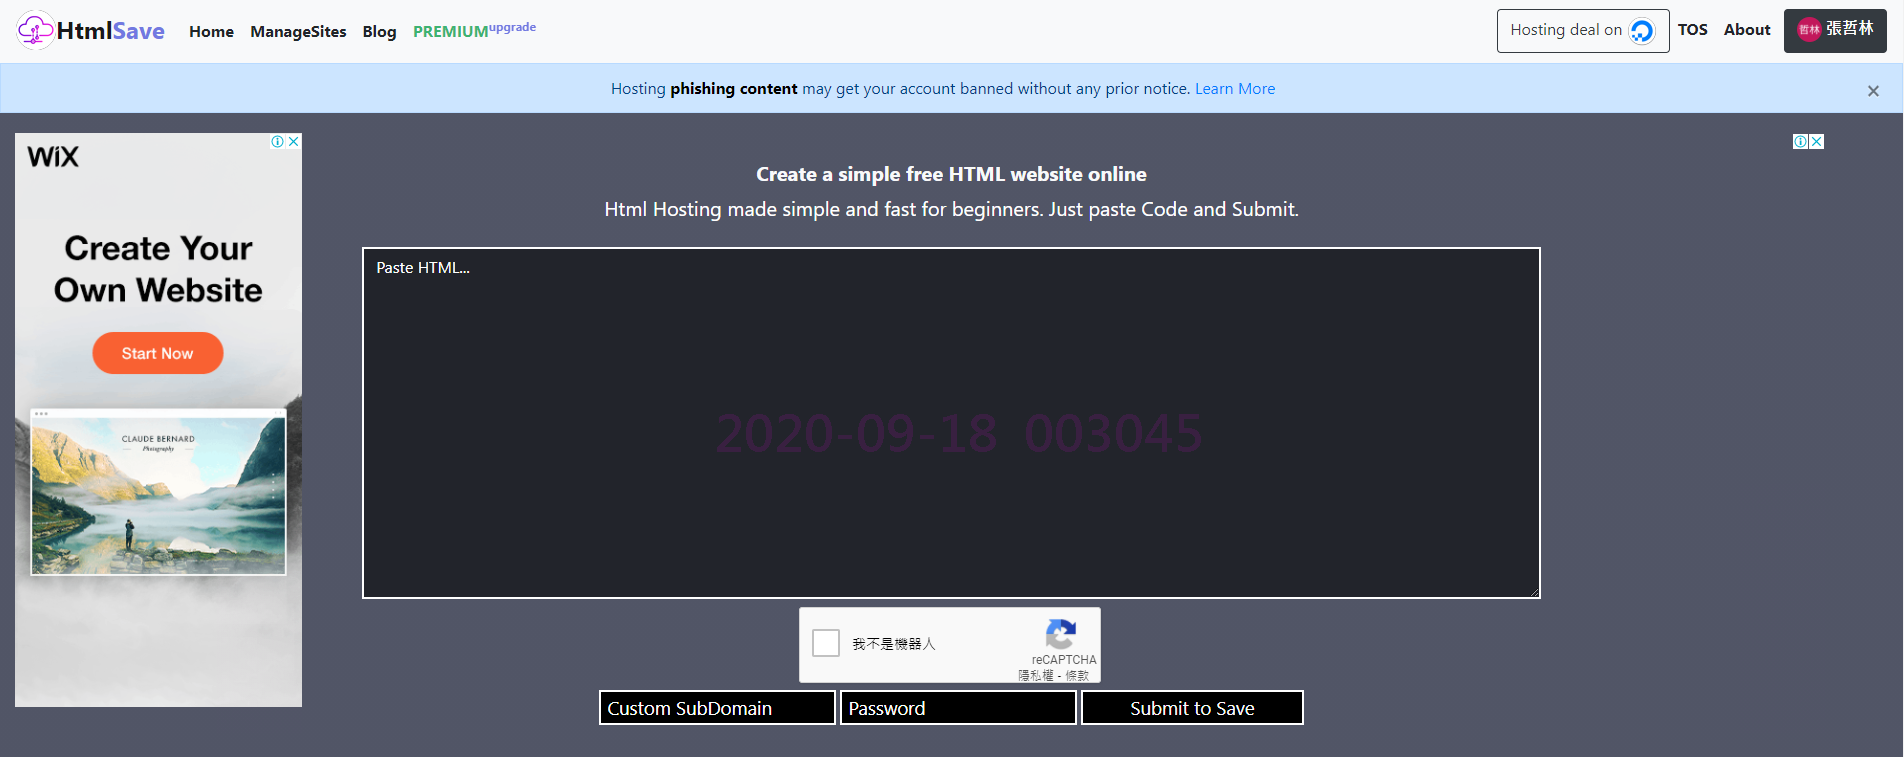 HtmlSave Home ManageSites Blog PREMIUM upgrade Hosting deal on TOS About 哲林 張哲林
Hosting phishing content may get your account banned without any prior notice. Learn More ×
WiX
Create Your
Own Website
Start Now
CLAUDE BERNARD
Photography
Create a simple free HTML website online
Html Hosting made simple and fast for beginners. Just paste Code and Submit.
Paste HTML...
2020-09-18 003045
我不是機器人
reCAPTCHA
隱私權 - 條款
Custom SubDomain Password Submit to Save